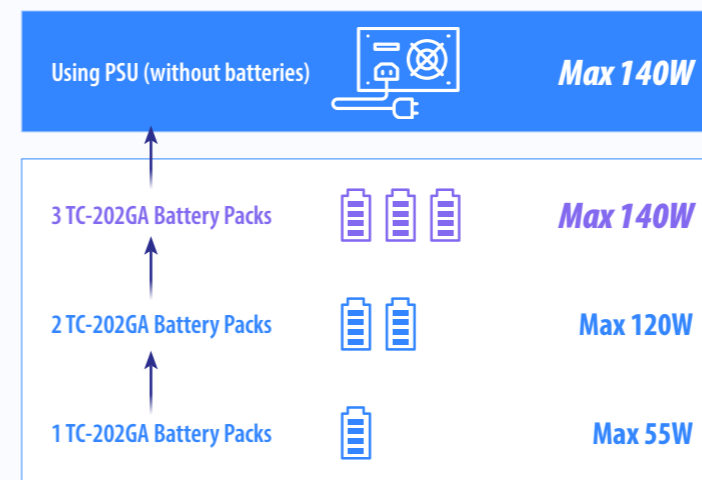 Using PSU (without batteries) Max 140W
3 TC-202GA Battery Packs Max 140W
2 TC-202GA Battery Packs Max 120W
1 TC-202GA Battery Packs Max 55W